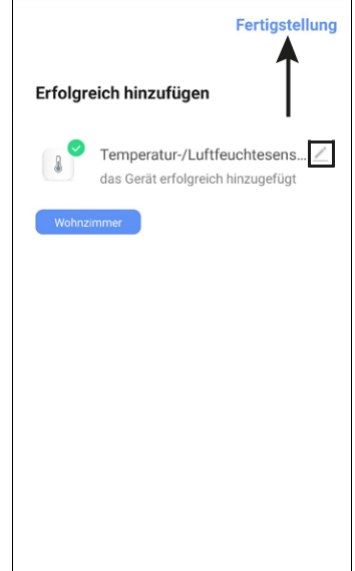 Fertigstellung
Erfolgreich hinzufügen
Temperatur-/Luftfeuchtesens...
das Gerät erfolgreich hinzugefügt
Wohnzimmer